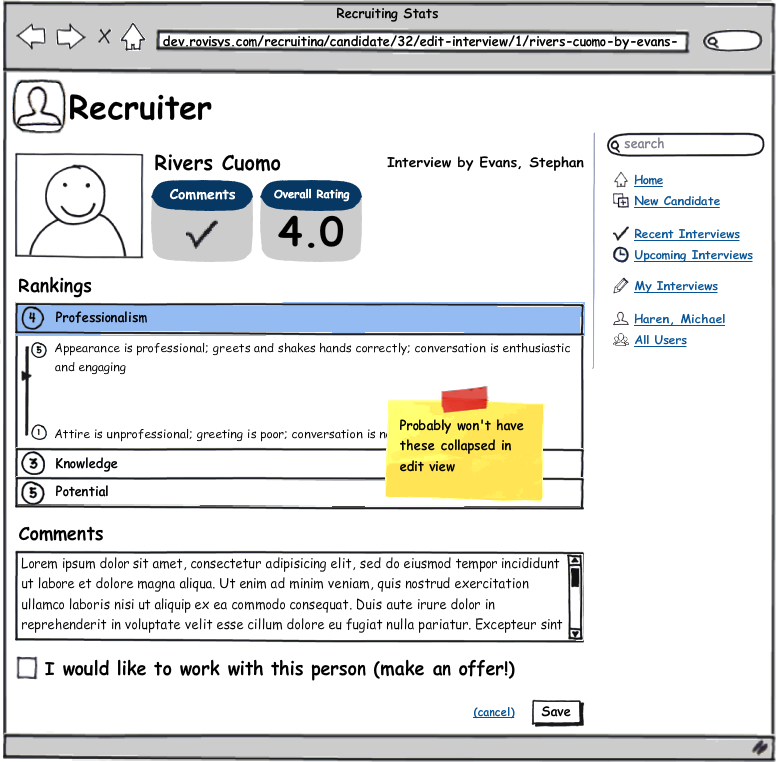 Recruiting Stats
dev.rovisys.com/recruitina/candidate/32/edit-interview/1/rivers-cuomo-by-evans-
Recruiter
Rivers Cuomo
Interview by Evans, Stephan
Comments
Overall Rating
4.0
Rankings
4 Professionalism
5 Appearance is professional; greets and shakes hands correctly; conversation is enthusiastic
and engaging
1 Attire is unprofessional; greeting is poor; conversation is
3 Knowledge
5 Potential
Probably won't have
these collapsed in
edit view
Comments
Lorem ipsum dolor sit amet, consectetur adipisicing elit, sed do eiusmod tempor incididunt
ut labore et dolore magna aliqua. Ut enim ad minim veniam, quis nostrud exercitation
ullamco laboris nisi ut aliquip ex ea commodo consequat. Duis aute irure dolor in
reprehenderit in voluptate velit esse cillum dolore eu fugiat nulla pariatur. Excepteur sint
I would like to work with this person (make an offer!)
(cancel)
Save
search
Home
New Candidate
Recent Interviews
Upcoming Interviews
My Interviews
Haren, Michael
All Users